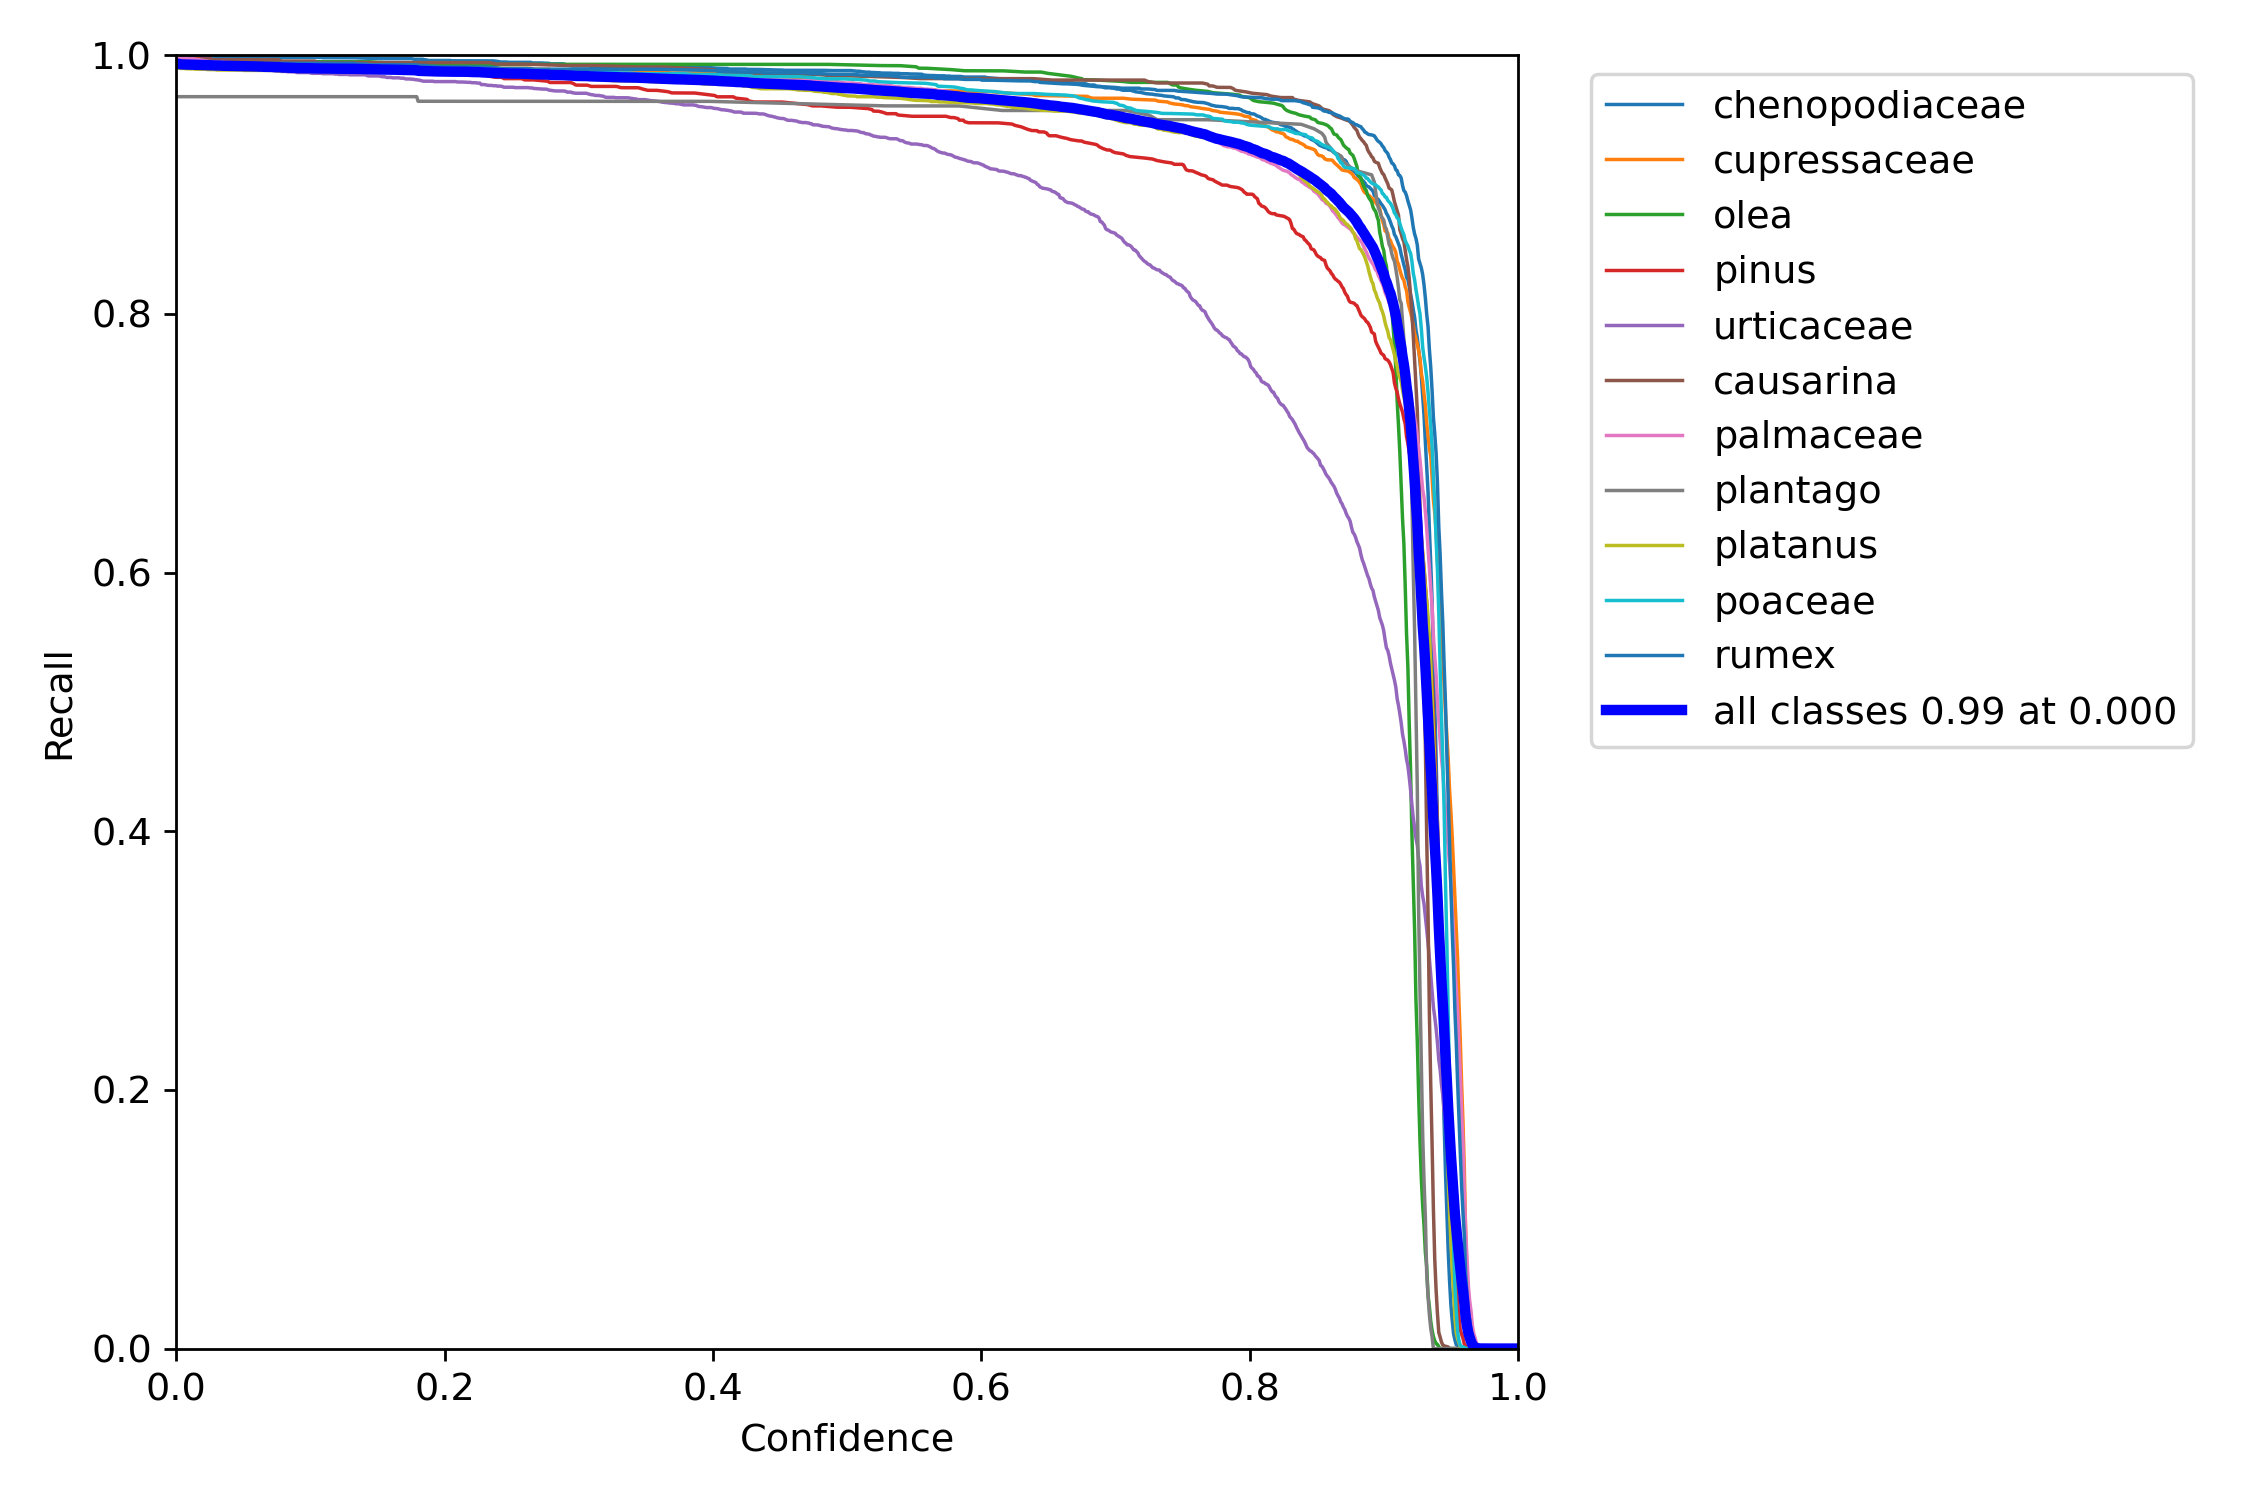 1.0
0.8
0.6
0.4
0.2
0.0
0.0 0.2 0.4 0.6 0.8 1.0
Recall
Confidence
chenopodiaceae
cupressaceae
olea
pinus
urticaceae
causarina
palmaceae
plantago
platanus
poaceae
rumex
all classes 0.99 at 0.000